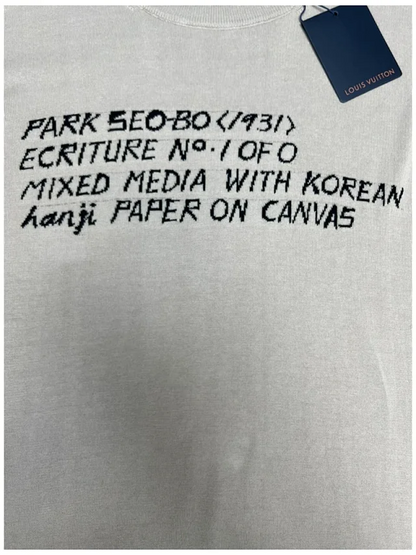 LOUIS VUITTON
PARK SEO-BO <1931>
ECRITURE Nº.1 OF 0
MIXED MEDIA WITH KOREAN
hanji PAPER ON CANVAS